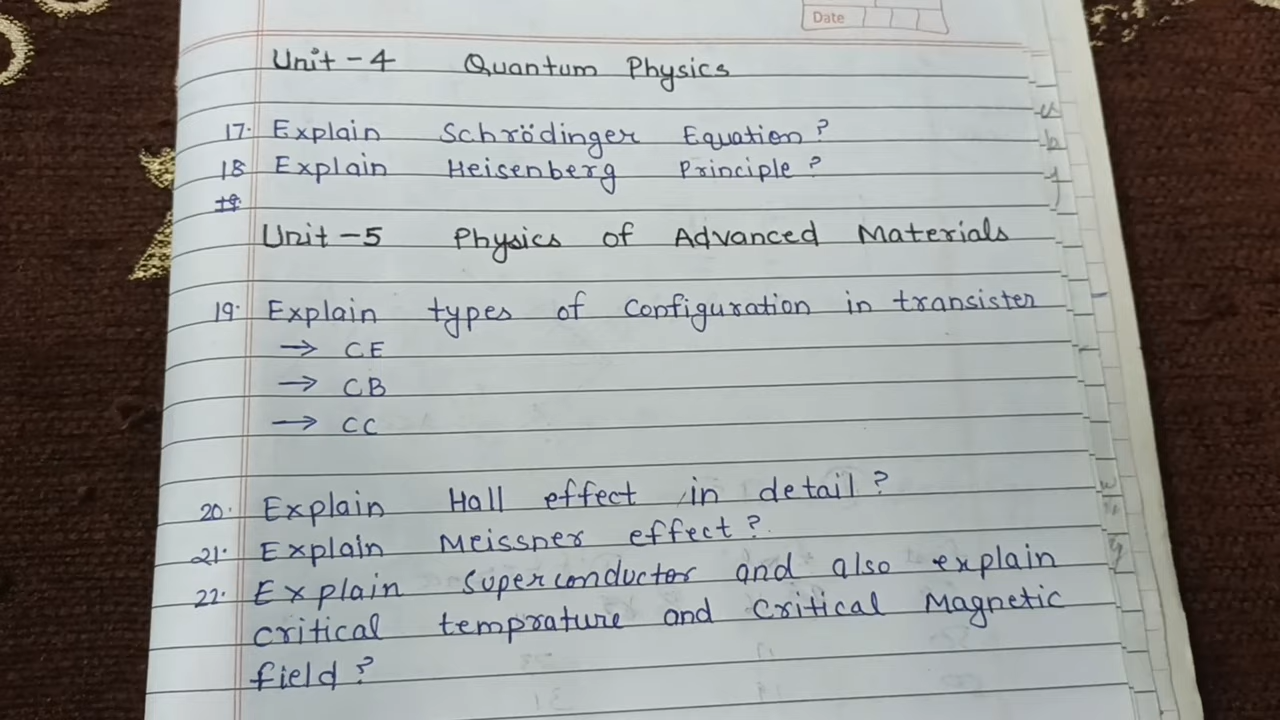 Date
Unit - 4 Quantum Physics
17. Explain Schrödinger Equation?
18 Explain Heisenberg Principle?
19.
Unit - 5 Physics of Advanced Materials
19. Explain types of Configuration in transister
→ CE
→ CB
→ CC
20. Explain Hall effect in detail?
21. Explain Meissner effect?
22. Explain Superconductor and also explain
critical temprature and Critical Magnetic
field?